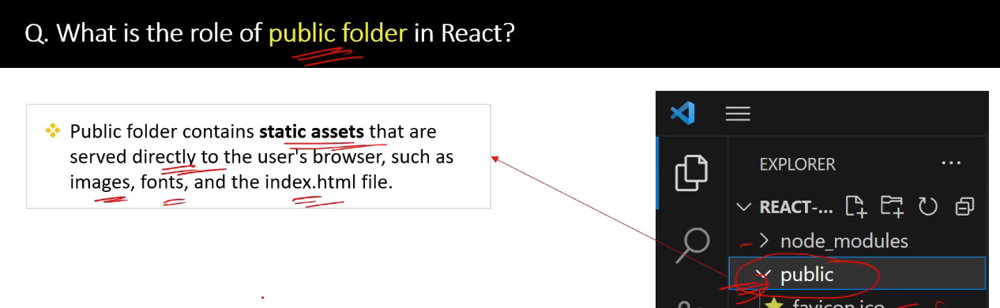 Q. What is the role of public folder in React?
❖ Public folder contains static assets that are
served directly to the user's browser, such as
images, fonts, and the index.html file.
EXPLORER ...
REACT-...
node_modules
public
favicon.ico